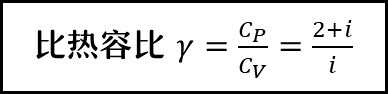 比热容比 γ = C_P/C_V = 2+i/i